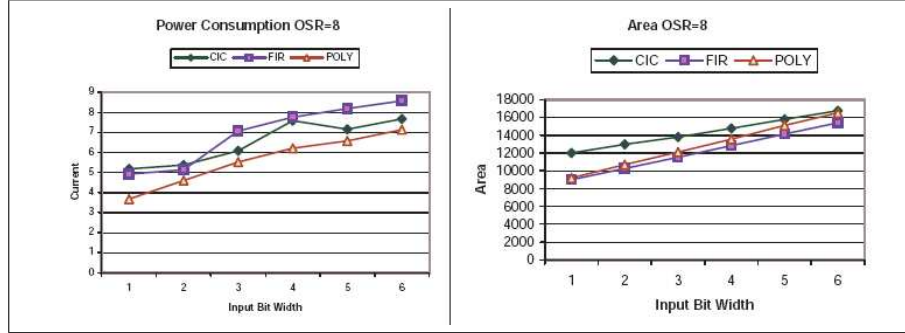 Power Consumption OSR=8
CIC FIR POLY
Current
9
8
7
6
5
4
3
2
1
0
1 2 3 4 5 6
Input Bit Width
Area OSR=8
CIC FIR POLY
Area
18000
16000
14000
12000
10000
8000
6000
4000
2000
0
1 2 3 4 5 6
Input Bit Width